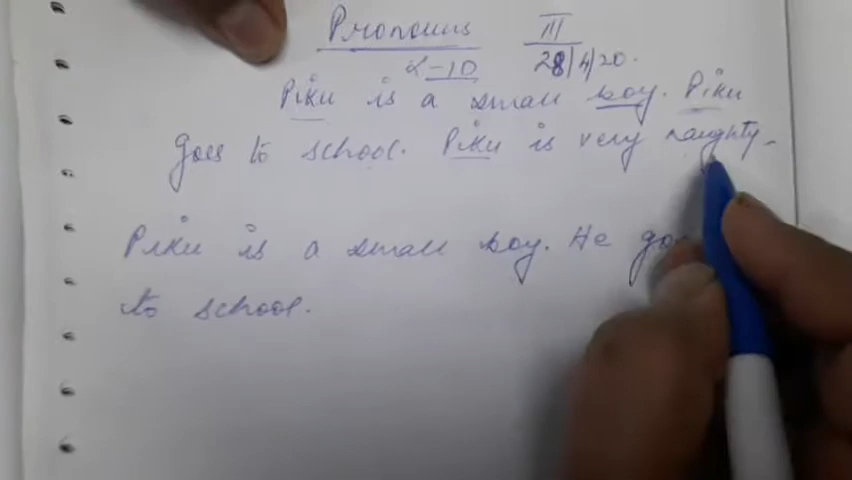 Pronouns III
L-10 28/4/20.
Piku is a small boy. Piku
goes to school. Piku is very naughty.
Piku is a small boy. He
to school.